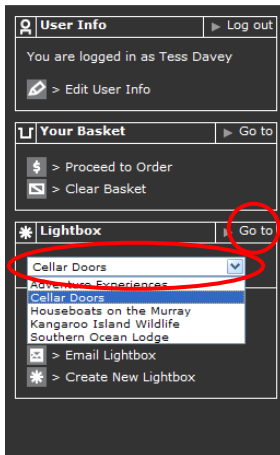 User Info Log out
You are logged in as Tess Davey
> Edit User Info
Your Basket Go to
$ > Proceed to Order
> Clear Basket
Lightbox Go to
Cellar Doors
Adventure Experiences
Cellar Doors
Houseboats on the Murray
Kangaroo Island Wildlife
Southern Ocean Lodge
> Email Lightbox
> Create New Lightbox